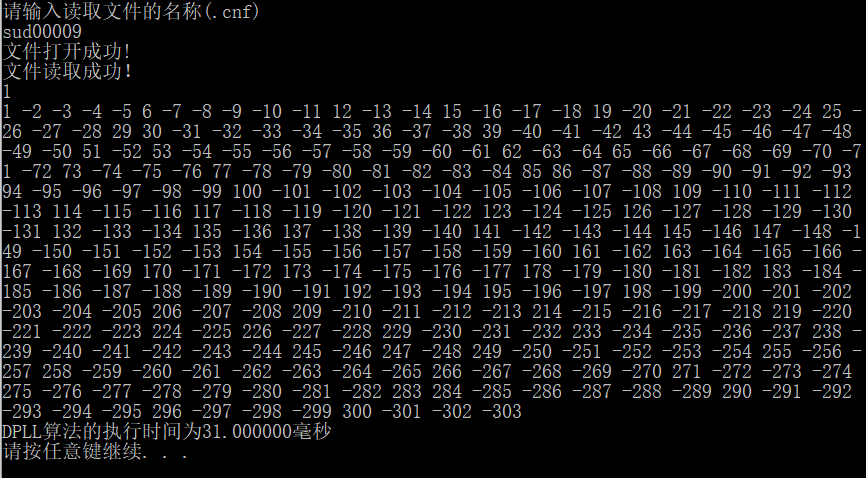 请输入读取文件的名称(.cnf)
sud00009
文件打开成功!
文件读取成功!
1
1 -2 -3 -4 -5 6 -7 -8 -9 -10 -11 12 -13 -14 15 -16 -17 -18 19 -20 -21 -22 -23 -24 25 -
26 -27 -28 29 30 -31 -32 -33 -34 -35 36 -37 -38 39 -40 -41 -42 43 -44 -45 -46 -47 -48
-49 -50 51 -52 53 -54 -55 -56 -57 -58 -59 -60 -61 62 -63 -64 65 -66 -67 -68 -69 -70 -7
1 -72 73 -74 -75 -76 77 -78 -79 -80 -81 -82 -83 -84 85 86 -87 -88 -89 -90 -91 -92 -93
94 -95 -96 -97 -98 -99 100 -101 -102 -103 -104 -105 -106 -107 -108 109 -110 -111 -112
-113 114 -115 -116 117 -118 -119 -120 -121 -122 123 -124 -125 126 -127 -128 -129 -130
-131 132 -133 -134 135 -136 137 -138 -139 -140 141 -142 -143 -144 145 -146 147 -148 -1
49 -150 -151 -152 -153 154 -155 -156 -157 -158 -159 -160 161 -162 163 -164 -165 -166 -
167 -168 -169 170 -171 -172 173 -174 -175 -176 -177 178 -179 -180 -181 -182 183 -184 -
185 -186 -187 -188 -189 -190 -191 192 -193 -194 195 -196 -197 -198 199 -200 -201 -202
-203 -204 -205 206 -207 -208 209 -210 -211 -212 -213 214 -215 -216 -217 -218 219 -220
-221 -222 -223 224 -225 226 -227 -228 229 -230 -231 -232 233 -234 -235 -236 -237 238 -
239 -240 -241 -242 -243 -244 245 -246 247 -248 249 -250 -251 -252 -253 -254 255 -256 -
257 258 -259 -260 -261 -262 -263 -264 -265 266 -267 -268 -269 -270 271 -272 -273 -274
275 -276 -277 -278 -279 -280 -281 -282 283 284 -285 -286 -287 -288 -289 290 -291 -292
-293 -294 -295 296 -297 -298 -299 300 -301 -302 -303
DPLL算法的执行时间为31.000000毫秒
请按任意键继续. . .